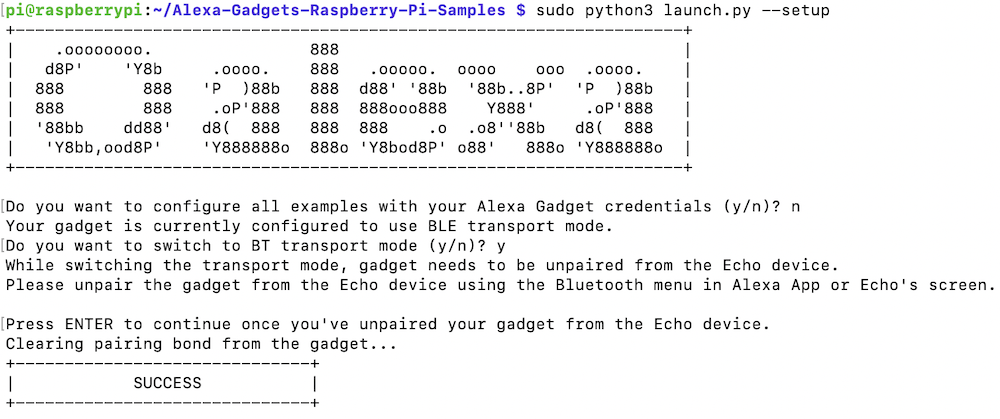 pi@raspberrypi:~/Alexa-Gadgets-Raspberry-Pi-Samples $ sudo python3 launch.py --setup
+--------------------------------------------------------------------+
|    .oooooooo.                888                                   |
|   d8P'    'Y8b     .oooo.    888   .ooooo.  oooo    ooo  .oooo.    |
|  888        888   'P  )88b   888  d88' '88b  '88b..8P'  'P  )88b   |
|  888        888    .oP'888   888  888ooo888    Y888'     .oP'888   |
|  '88bb    dd88'   d8(  888   888  888    .o  .o8''88b   d8(  888   |
|   'Y8bb,ood8P'    'Y888888o  888o 'Y8bod8P' o88'   888o 'Y888888o  |
+--------------------------------------------------------------------+
[Do you want to configure all examples with your Alexa Gadget credentials (y/n)? n
Your gadget is currently configured to use BLE transport mode.
[Do you want to switch to BT transport mode (y/n)? y
While switching the transport mode, gadget needs to be unpaired from the Echo device.
Please unpair the gadget from the Echo device using the Bluetooth menu in Alexa App or Echo's screen.
[Press ENTER to continue once you've unpaired your gadget from the Echo device.
Clearing pairing bond from the gadget...
+------------------------------+
|            SUCCESS           |
+------------------------------+